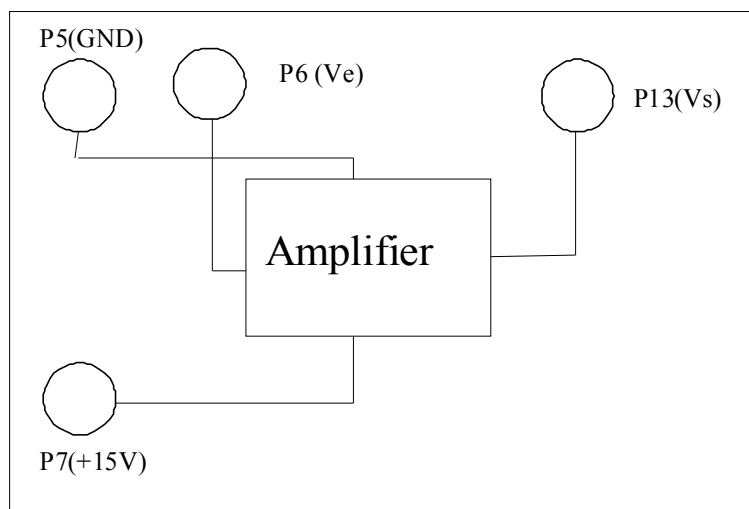 P5(GND)
P6 (Ve)
P13(Vs)
Amplifier
P7(+15V)